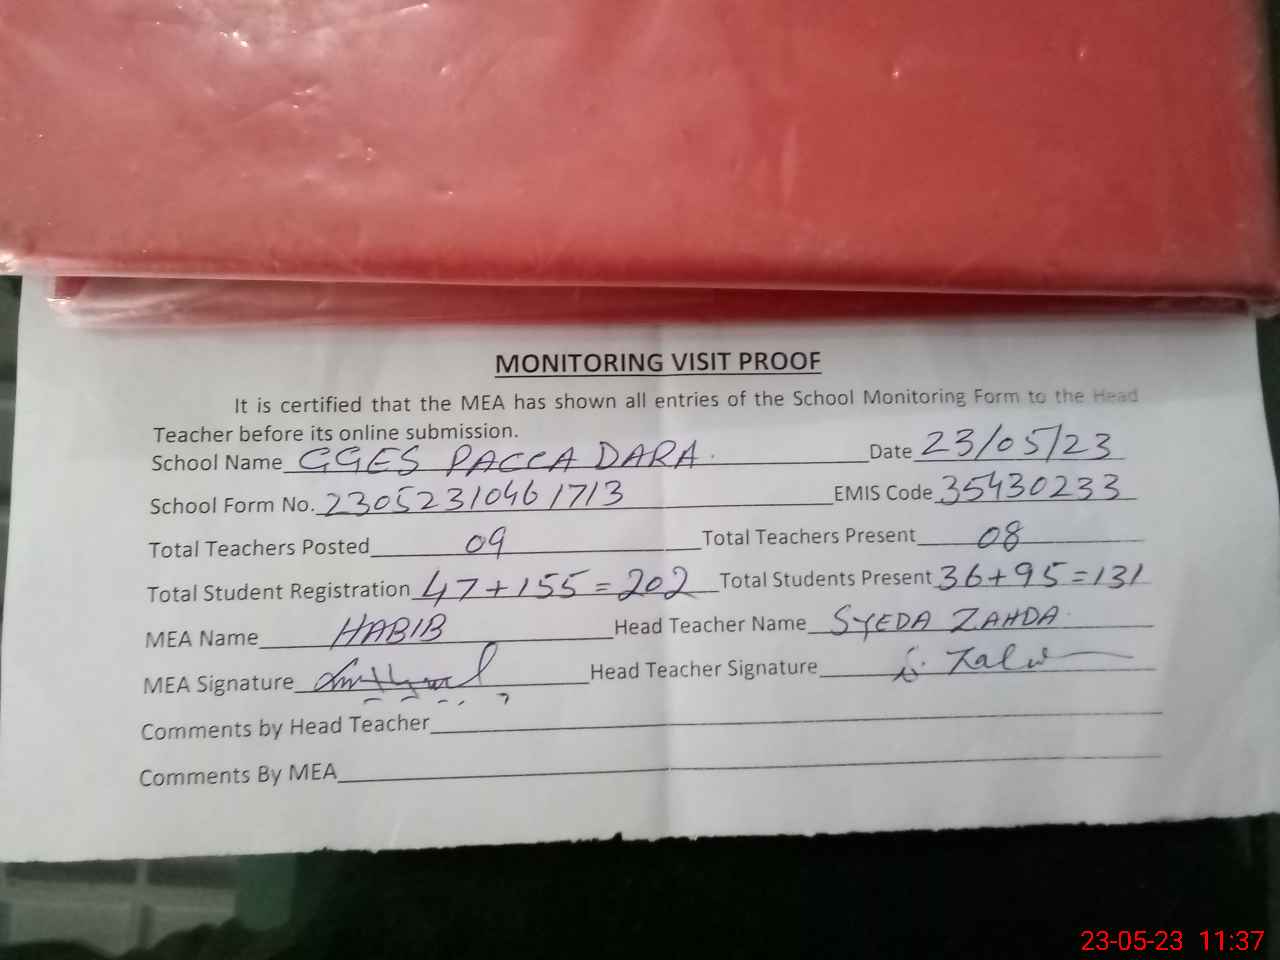 MONITORING VISIT PROOF
It is certified that the MEA has shown all entries of the School Monitoring Form to the Head
Teacher before its online submission.
School Name GGES PACCA DARA. Date 23/05/23
School Form No. 23052310461713 EMIS Code 35430233
Total Teachers Posted 09 Total Teachers Present 08
Total Student Registration 47+155=202 Total Students Present 36+95=131
MEA Name HABIB Head Teacher Name SYEDA ZAHDA
MEA Signature Head Teacher Signature
Comments by Head Teacher
Comments By MEA
23-05-23 11:37